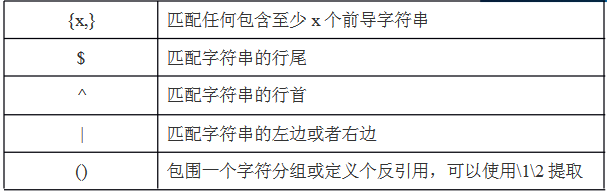 {x,} 匹配任何包含至少 x 个前导字符串
$ 匹配字符串的行尾
^ 匹配字符串的行首
| 匹配字符串的左边或者右边
() 包围一个字符分组或定义个反引用，可以使用\1\2 提取